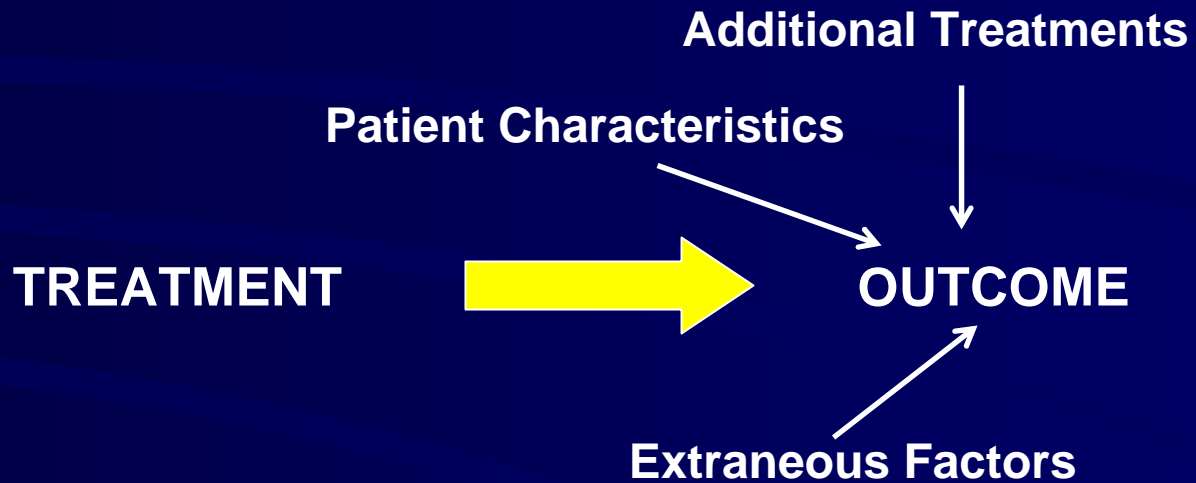 Additional Treatments
Patient Characteristics
TREATMENT
OUTCOME
Extraneous Factors